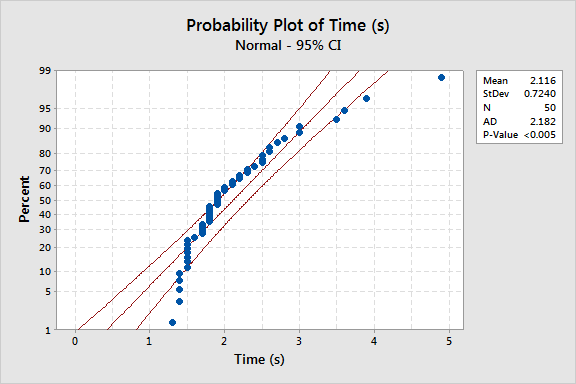 Probability Plot of Time (s)
Normal - 95% CI
Mean 2.116
StDev 0.7240
N 50
AD 2.182
P-Value <0.005
Percent
99
95
90
80
70
60
50
40
30
20
10
5
1
0 1 2 3 4 5
Time (s)